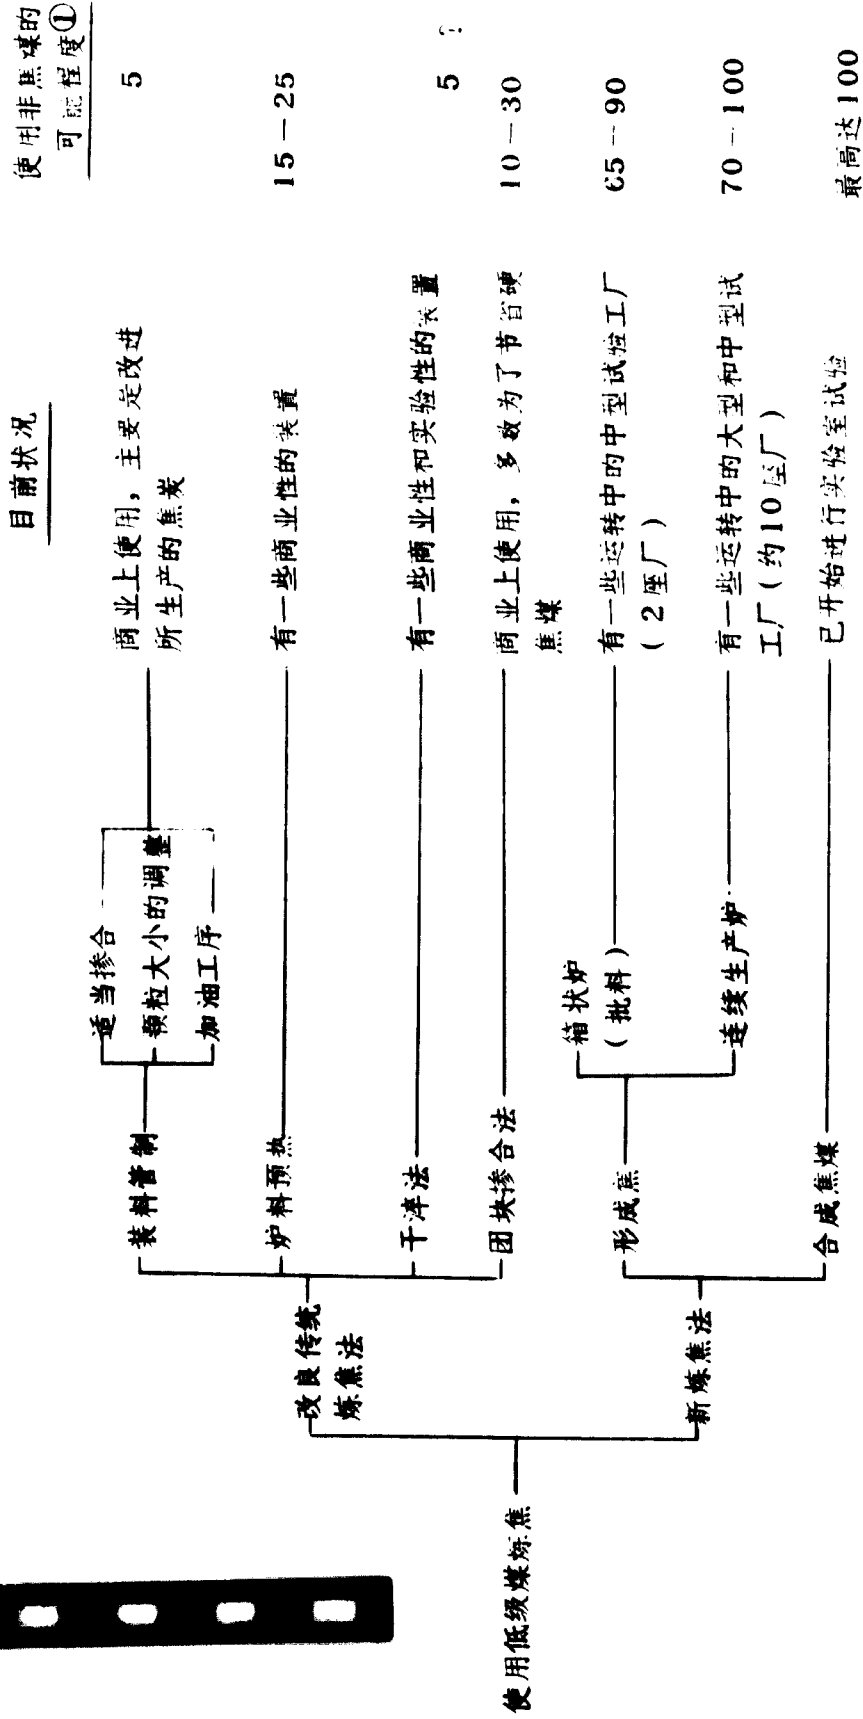 目前状况
使用非焦煤的
可能程度①
使用低级煤炼焦
改良传统
炼焦法
装料管制
适当掺合
颗粒大小的调整
加油工序
商业上使用，主要是改进
所生产的焦炭
5
炉料预热
有一些商业性的装置
15－25
干淬法
有一些商业性和实验性的装置
5
团块掺合法
商业上使用，多数为了节省硬
焦煤
10－30
新炼焦法
形成焦
箱状炉
（批料）
有一些运转中的中型试验工厂
（2座厂）
65－90
连续生产炉
有一些运转中的大型和中型试
工厂（约10座厂）
70－100
合成焦煤
已开始进行实验室试验
最高达100